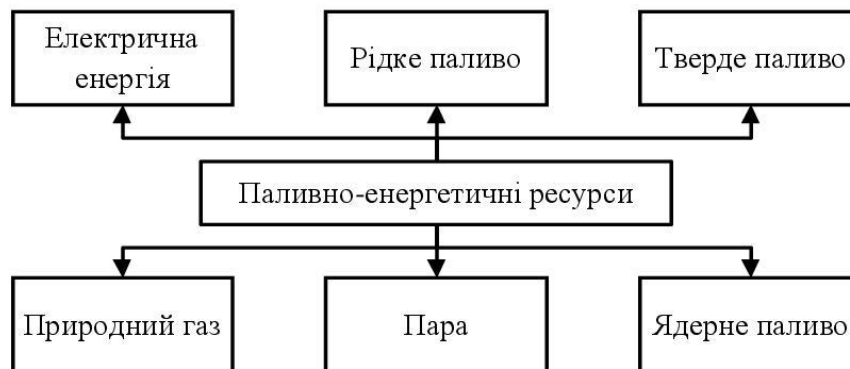 Електрична
енергія
Рідке паливо
Тверде паливо
Паливно-енергетичні ресурси
Природний газ
Пара
Ядерне паливо